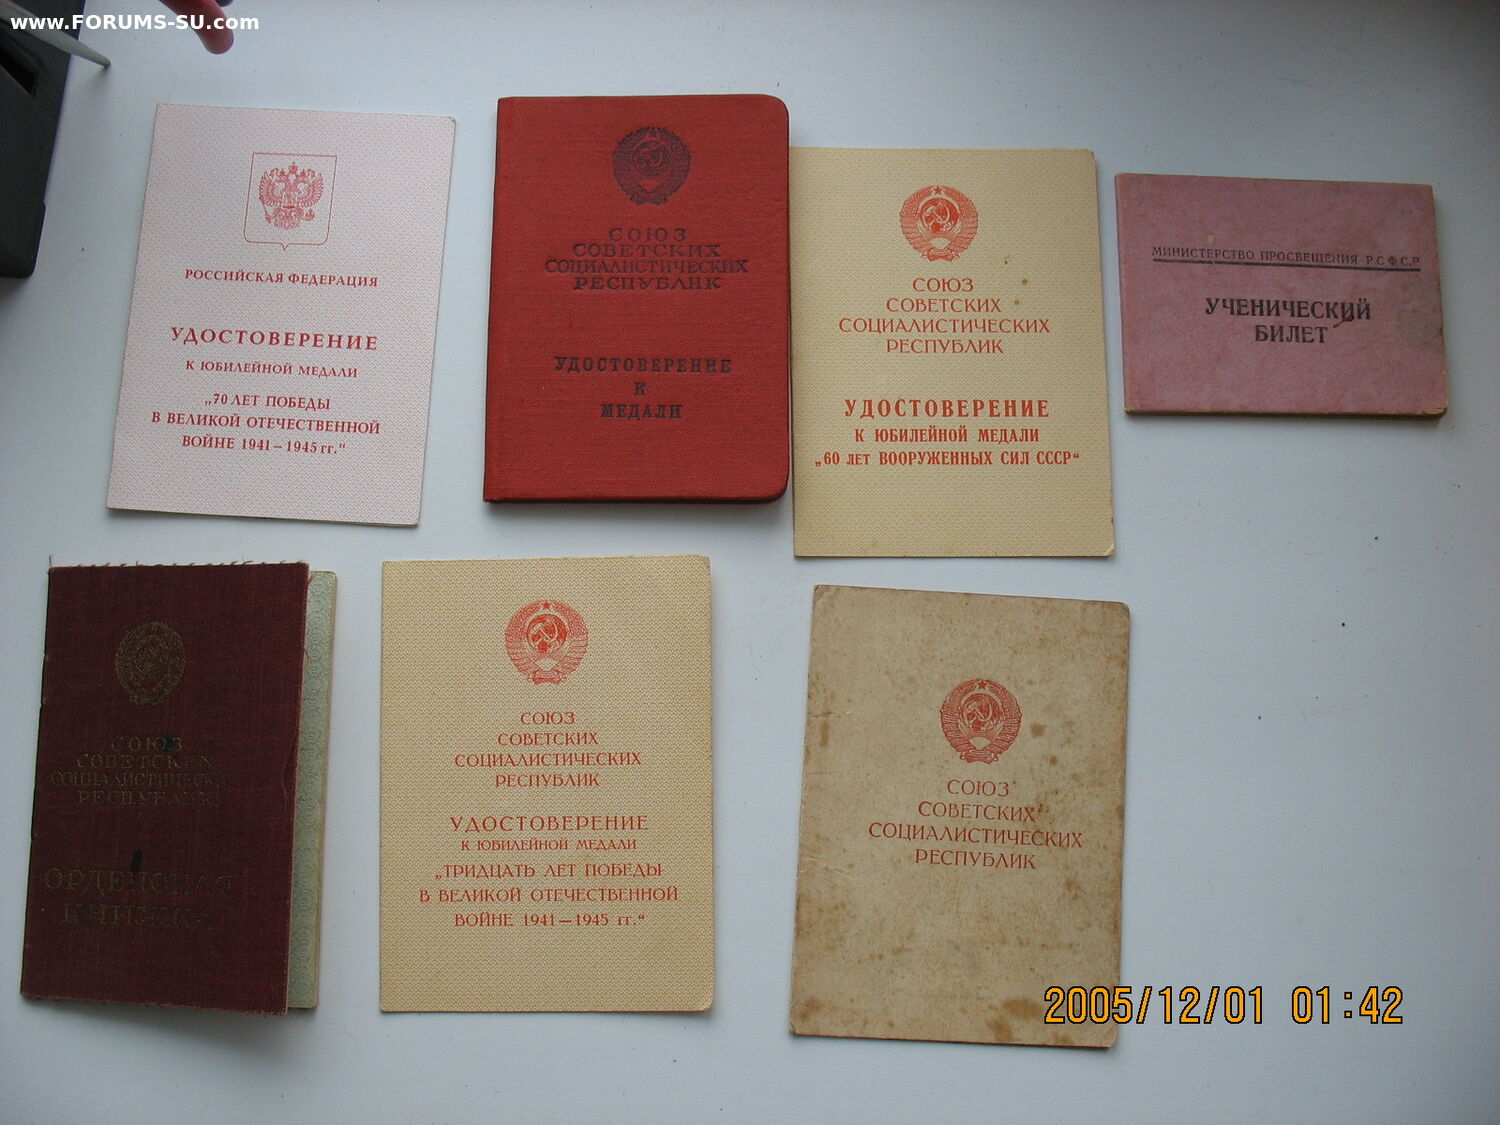 www.FORUMS-SU.com
РОССИЙСКАЯ ФЕДЕРАЦИЯ
УДОСТОВЕРЕНИЕ
К ЮБИЛЕЙНОЙ МЕДАЛИ
„70 ЛЕТ ПОБЕДЫ
В ВЕЛИКОЙ ОТЕЧЕСТВЕННОЙ
ВОЙНЕ 1941 – 1945 гг.“
СОЮЗ
СОВЕТСКИХ
СОЦИАЛИСТИЧЕСКИХ
РЕСПУБЛИК
УДОСТОВЕРЕНИЕ
К
МЕДАЛИ
СОЮЗ
СОВЕТСКИХ
СОЦИАЛИСТИЧЕСКИХ
РЕСПУБЛИК
УДОСТОВЕРЕНИЕ
К ЮБИЛЕЙНОЙ МЕДАЛИ
„60 ЛЕТ ВООРУЖЕННЫХ СИЛ СССР“
МИНИСТЕРСТВО ПРОСВЕЩЕНИЯ Р.С.Ф.С.Р.
УЧЕНИЧЕСКИЙ
БИЛЕТ
СОЮЗ
СОВЕТСКИХ
СОЦИАЛИСТИЧЕСКИХ
РЕСПУБЛИК
ОРДЕНСКАЯ
КНИЖКА
СОЮЗ
СОВЕТСКИХ
СОЦИАЛИСТИЧЕСКИХ
РЕСПУБЛИК
УДОСТОВЕРЕНИЕ
К ЮБИЛЕЙНОЙ МЕДАЛИ
„ТРИДЦАТЬ ЛЕТ ПОБЕДЫ
В ВЕЛИКОЙ ОТЕЧЕСТВЕННОЙ
ВОЙНЕ 1941 — 1945 гг.“
СОЮЗ
СОВЕТСКИХ
СОЦИАЛИСТИЧЕСКИХ
РЕСПУБЛИК
2005/12/01 01:42